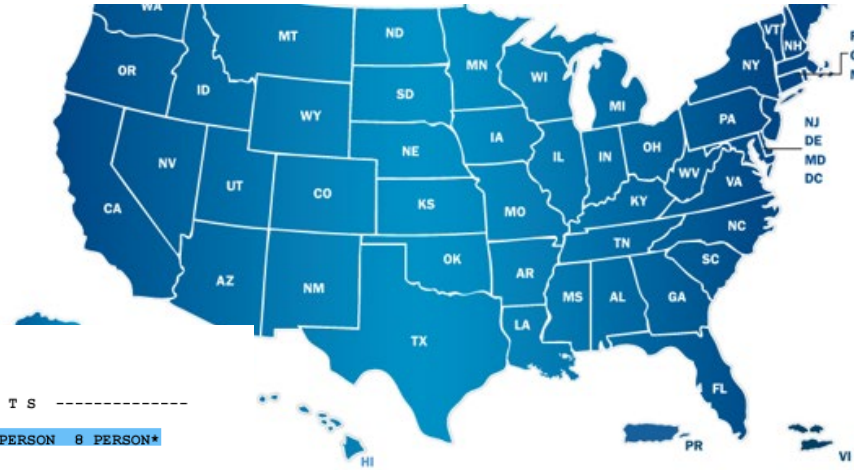 WA
MT
ND
MN
VT
NH
OR
ID
SD
WI
NY
WY
MI
PA
NJ
DE
MD
DC
NV
NE
IA
IL
IN
OH
WV
VA
UT
CO
KS
MO
KY
CA
NC
TN
AZ
NM
OK
AR
SC
MS
AL
GA
TX
LA
FL
T S --------------
PERSON 8 PERSON*
HI
PR
VI